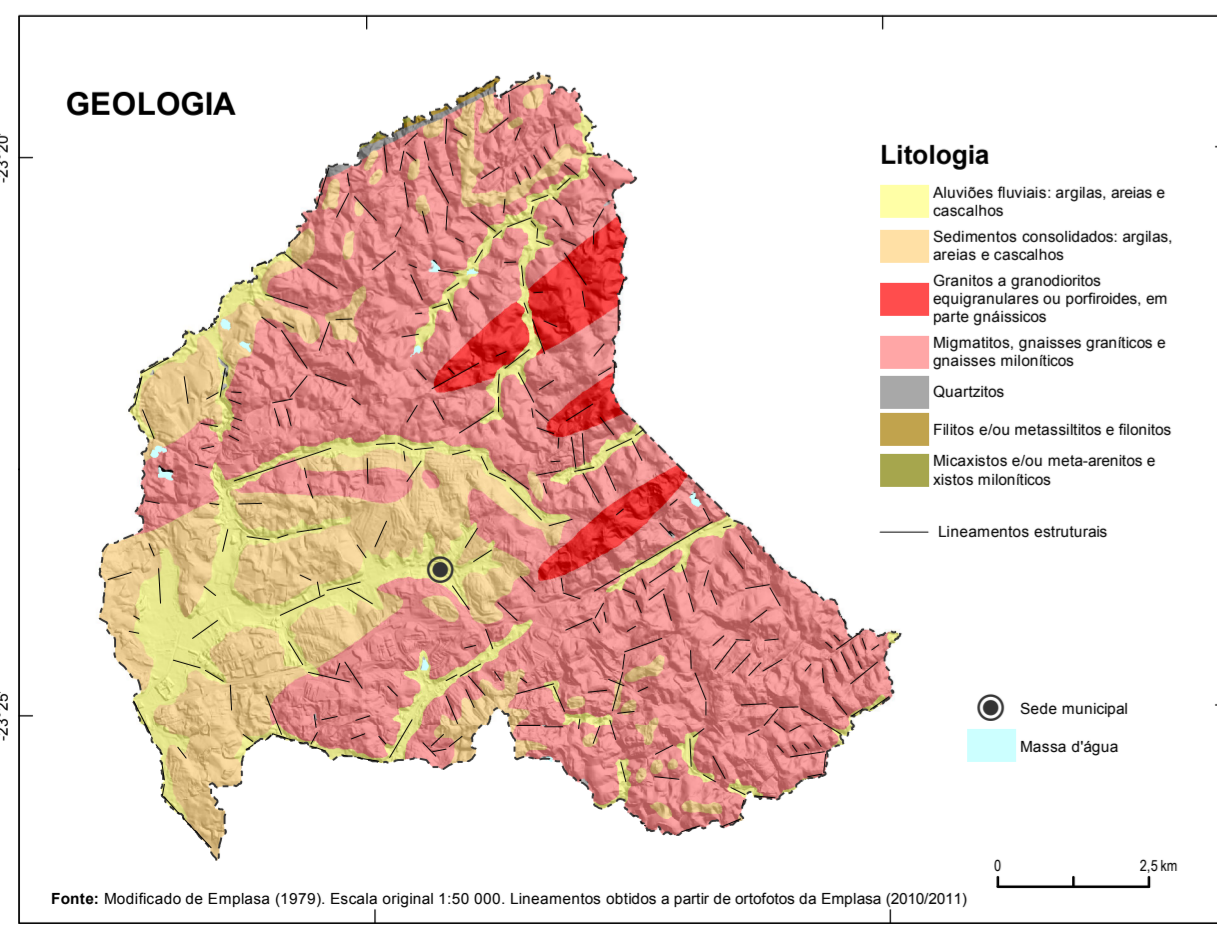 GEOLOGIA
-23°20'
-23°25'
Litologia
Aluviões fluviais: argilas, areias e
cascalhos
Sedimentos consolidados: argilas,
areias e cascalhos
Granitos a granodioritos
equigranulares ou porfiroides, em
parte gnáissicos
Migmatitos, gnaisses graníticos e
gnaisses miloníticos
Quartzitos
Filitos e/ou metassiltitos e filonitos
Micaxistos e/ou meta-arenitos e
xistos miloníticos
Lineamentos estruturais
Sede municipal
Massa d'água
0 2,5 km
Fonte: Modificado de Emplasa (1979). Escala original 1:50 000. Lineamentos obtidos a partir de ortofotos da Emplasa (2010/2011)